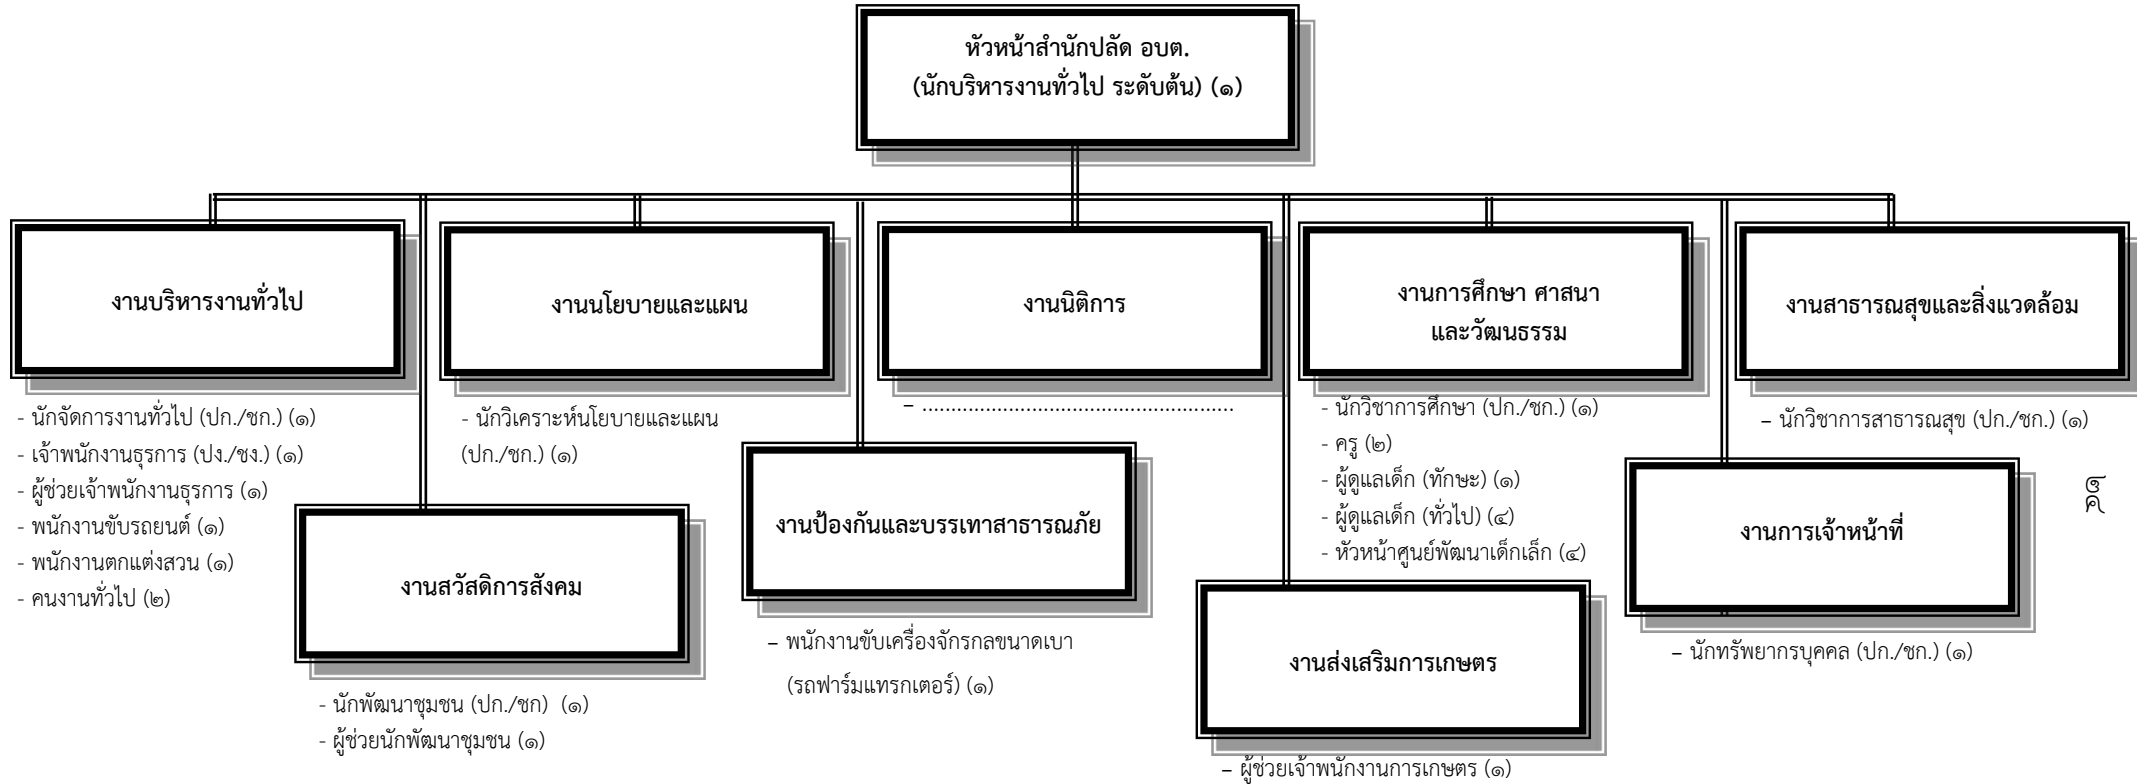 หัวหน้าสำนักปลัด อบต.
(นักบริหารงานทั่วไป ระดับต้น) (๑)
งานบริหารงานทั่วไป
- นักจัดการงานทั่วไป (ปก./ชก.) (๑)
- เจ้าพนักงานธุรการ (ปง./ชง.) (๑)
- ผู้ช่วยเจ้าพนักงานธุรการ (๑)
- พนักงานขับรถยนต์ (๑)
- พนักงานตกแต่งสวน (๑)
- คนงานทั่วไป (๒)
งานนโยบายและแผน
- นักวิเคราะห์นโยบายและแผน
(ปก./ชก.) (๑)
งานนิติการ
– ......................................................
งานการศึกษา ศาสนา
และวัฒนธรรม
- นักวิชาการศึกษา (ปก./ชก.) (๑)
- ครู (๒)
- ผู้ดูแลเด็ก (ทักษะ) (๑)
- ผู้ดูแลเด็ก (ทั่วไป) (๔)
- หัวหน้าศูนย์พัฒนาเด็กเล็ก (๔)
งานสาธารณสุขและสิ่งแวดล้อม
– นักวิชาการสาธารณสุข (ปก./ชก.) (๑)
งานสวัสดิการสังคม
- นักพัฒนาชุมชน (ปก./ชก) (๑)
- ผู้ช่วยนักพัฒนาชุมชน (๑)
งานป้องกันและบรรเทาสาธารณภัย
– พนักงานขับเครื่องจักรกลขนาดเบา
(รถฟาร์มแทรกเตอร์) (๑)
งานส่งเสริมการเกษตร
– ผู้ช่วยเจ้าพนักงานการเกษตร (๑)
งานการเจ้าหน้าที่
– นักทรัพยากรบุคคล (ปก./ชก.) (๑)